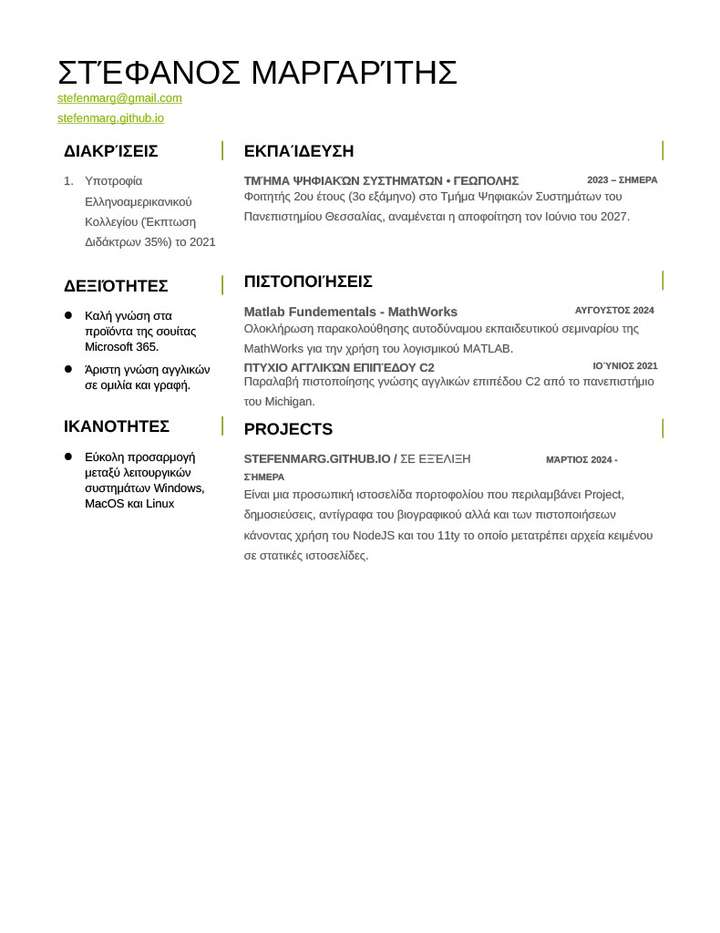 ΣΤΈΦΑΝΟΣ ΜΑΡΓΑΡΊΤΗΣ
stefenmarg@gmail.com
stefenmarg.github.io
ΔΙΑΚΡΊΣΕΙΣ
1. Υποτροφία
Ελληνοαμερικανικού
Κολλεγίου (Έκπτωση
Διδάκτρων 35%) το 2021
ΔΕΞΙΌΤΗΤΕΣ
● Καλή γνώση στα
προϊόντα της σουίτας
Microsoft 365.
● Άριστη γνώση αγγλικών
σε ομιλία και γραφή.
ΙΚΑΝΟΤΗΤΕΣ
● Εύκολη προσαρμογή
μεταξύ λειτουργικών
συστημάτων Windows,
MacOS και Linux
ΕΚΠΑΊΔΕΥΣΗ
ΤΜΉΜΑ ΨΗΦΙΑΚΏΝ ΣΥΣΤΗΜΆΤΩΝ • ΓΕΩΠΟΛΗΣ 2023 – ΣΗΜΕΡΑ
Φοιτητής 2ου έτους (3ο εξάμηνο) στο Τμήμα Ψηφιακών Συστημάτων του
Πανεπιστημίου Θεσσαλίας, αναμένεται η αποφοίτηση τον Ιούνιο του 2027.
ΠΙΣΤΟΠΟΙΉΣΕΙΣ
Matlab Fundementals - MathWorks ΑΥΓΟΥΣΤΟΣ 2024
Ολοκλήρωση παρακολούθησης αυτοδύναμου εκπαιδευτικού σεμιναρίου της
MathWorks για την χρήση του λογισμικού MATLAB.
ΠΤΥΧΙΟ ΑΓΓΛΙΚΏΝ ΕΠΙΠΈΔΟΥ C2 ΙΟΎΝΙΟΣ 2021
Παραλαβή πιστοποίησης γνώσης αγγλικών επιπέδου C2 από το πανεπιστήμιο
του Michigan.
PROJECTS
STEFENMARG.GITHUB.IO / ΣΕ ΕΞΈΛΙΞΗ ΜΆΡΤΙΟΣ 2024 -
ΣΉΜΕΡΑ
Είναι μια προσωπική ιστοσελίδα πορτοφολίου που περιλαμβάνει Project,
δημοσιεύσεις, αντίγραφα του βιογραφικού αλλά και των πιστοποιήσεων
κάνοντας χρήση του NodeJS και του 11ty το οποίο μετατρέπει αρχεία κειμένου
σε στατικές ιστοσελίδες.